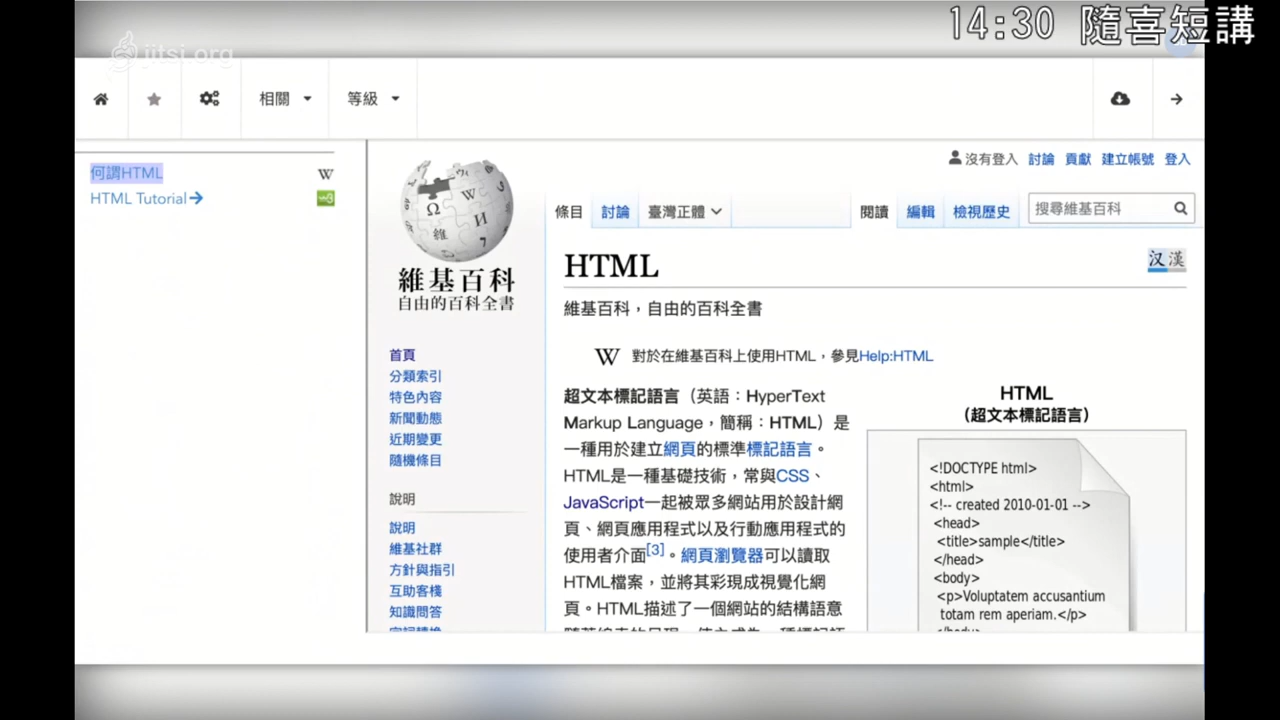 14:30 隨喜短講
jitsi.org
相關
等級
何謂HTML
HTML Tutorial
維基百科
自由的百科全書
首頁
分類索引
特色內容
新聞動態
近期變更
隨機條目
說明
說明
維基社群
方針與指引
互助客棧
知識問答
沒有登入 討論 貢獻 建立帳號 登入
條目 討論 臺灣正體 閱讀 編輯 檢視歷史 搜尋維基百科
HTML
汉 漢
維基百科，自由的百科全書
W 對於在維基百科上使用HTML，參見Help:HTML
超文本標記語言（英語：HyperText
Markup Language，簡稱：HTML）是
一種用於建立網頁的標準標記語言。
HTML是一種基礎技術，常與CSS、
JavaScript一起被眾多網站用於設計網
頁、網頁應用程式以及行動應用程式的
使用者介面[3]。網頁瀏覽器可以讀取
HTML檔案，並將其彩現成視覺化網
頁。HTML描述了一個網站的結構語意
HTML
（超文本標記語言）
<!DOCTYPE html>
<html>
<!-- created 2010-01-01 -->
<head>
<title>sample</title>
</head>
<body>
<p>Voluptatem accusantium
totam rem aperiam.</p>